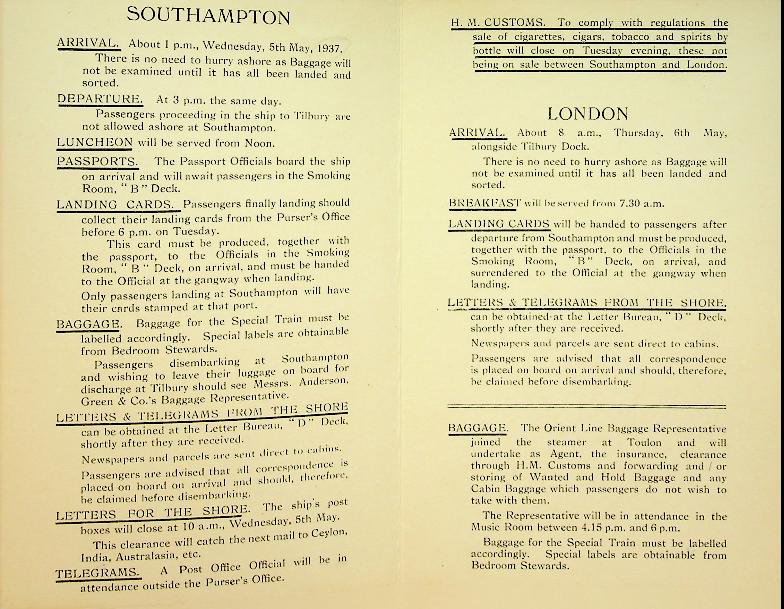 SOUTHAMPTON
ARRIVAL. About 1 p.m., Wednesday, 5th May, 1937.
There is no need to hurry ashore as Baggage will
not be examined until it has all been landed and
sorted.
DEPARTURE. At 3 p.m. the same day.
Passengers proceeding in the ship to Tilbury are
not allowed ashore at Southampton.
LUNCHEON will be served from Noon.
PASSPORTS. The Passport Officials board the ship
on arrival and will await passengers in the Smoking
Room, "B" Deck.
LANDING CARDS. Passengers finally landing should
collect their landing cards from the Purser's Office
before 6 p.m. on Tuesday.
This card must be produced, together with
the passport, to the Officials in the Smoking
Room, "B" Deck, on arrival, and must be handed
to the Official at the gangway when landing.
Only passengers landing at Southampton will have
their cards stamped at that port.
BAGGAGE. Baggage for the Special Train must be
labelled accordingly. Special labels are obtainable
from Bedroom Stewards.
Passengers disembarking at Southampton
and wishing to leave their luggage on board for
discharge at Tilbury should see Messrs. Anderson,
Green & Co.'s Baggage Representative.
LETTERS & TELEGRAMS FROM THE SHORE
can be obtained at the Letter Bureau, "D" Deck,
shortly after they are received.
Newspapers and parcels are sent direct to cabins.
Passengers are advised that all correspondence is
placed on board on arrival and should, therefore,
be claimed before disembarking.
LETTERS FOR THE SHORE. The ship's post
boxes will close at 10 a.m., Wednesday, 5th May.
This clearance will catch the next mail to Ceylon,
India, Australasia, etc.
TELEGRAMS. A Post Office Official will be in
attendance outside the Purser's Office.
H. M. CUSTOMS. To comply with regulations the
sale of cigarettes, cigars, tobacco and spirits by
bottle will close on Tuesday evening, these not
being on sale between Southampton and London.
LONDON
ARRIVAL. About 8 a.m., Thursday, 6th May,
alongside Tilbury Dock.
There is no need to hurry ashore as Baggage will
not be examined until it has all been landed and
sorted.
BREAKFAST will be served from 7.30 a.m.
LANDING CARDS will be handed to passengers after
departure from Southampton and must be produced,
together with the passport, to the Officials in the
Smoking Room, "B" Deck, on arrival, and
surrendered to the Official at the gangway when
landing.
LETTERS & TELEGRAMS FROM THE SHORE,
can be obtained at the Letter Bureau, "D" Deck,
shortly after they are received.
Newspapers and parcels are sent direct to cabins.
Passengers are advised that all correspondence
is placed on board on arrival and should, therefore,
be claimed before disembarking.
BAGGAGE. The Orient Line Baggage Representative
joined the steamer at Toulon and will
undertake as Agent, the insurance, clearance
through H.M. Customs and forwarding and / or
storing of Wanted and Hold Baggage and any
Cabin Baggage which passengers do not wish to
take with them.
The Representative will be in attendance in the
Music Room between 4.15 p.m. and 6 p.m.
Baggage for the Special Train must be labelled
accordingly. Special labels are obtainable from
Bedroom Stewards.